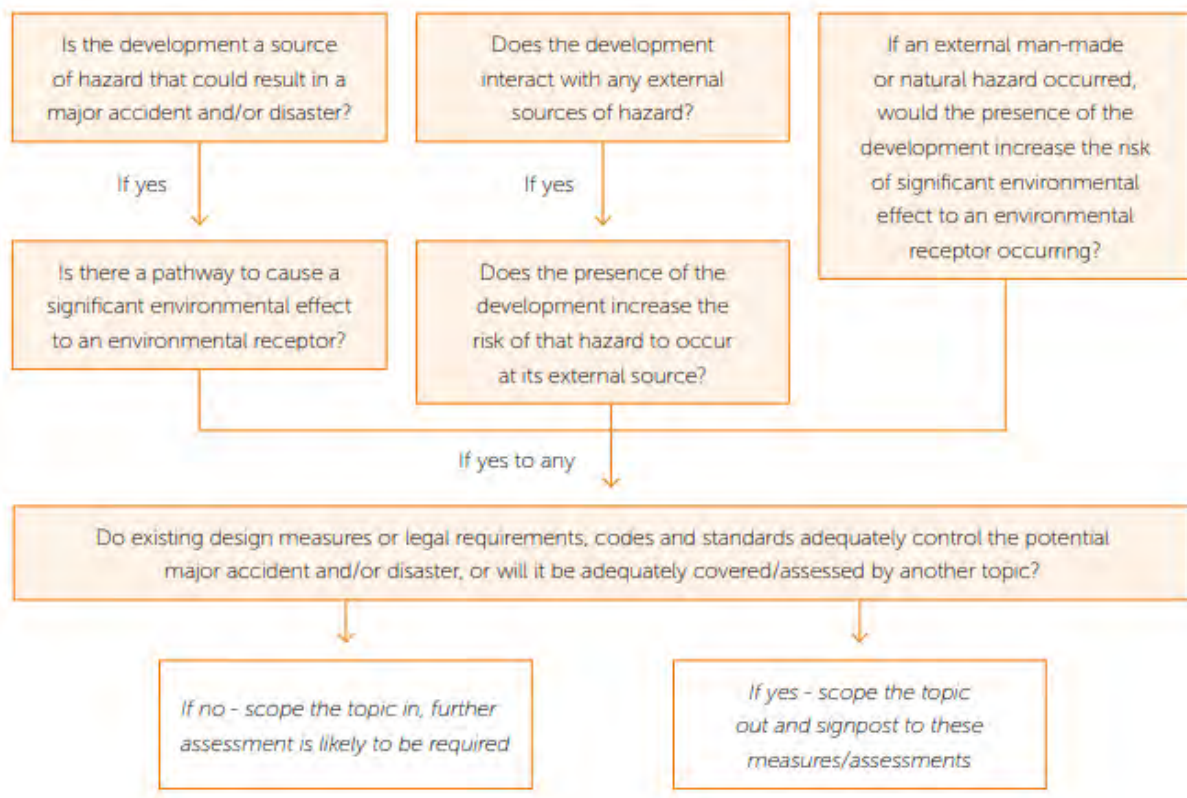 Is the development a source
of hazard that could result in a
major accident and/or disaster?
Does the development
interact with any external
sources of hazard?
If an external man-made
or natural hazard occurred,
would the presence of the
development increase the risk
of significant environmental
effect to an environmental
receptor occurring?
If yes
If yes
Is there a pathway to cause a
significant environmental effect
to an environmental receptor?
Does the presence of the
development increase the
risk of that hazard to occur
at its external source?
If yes to any
Do existing design measures or legal requirements, codes and standards adequately control the potential
major accident and/or disaster, or will it be adequately covered/assessed by another topic?
If no - scope the topic in, further
assessment is likely to be required
If yes - scope the topic
out and signpost to these
measures/assessments